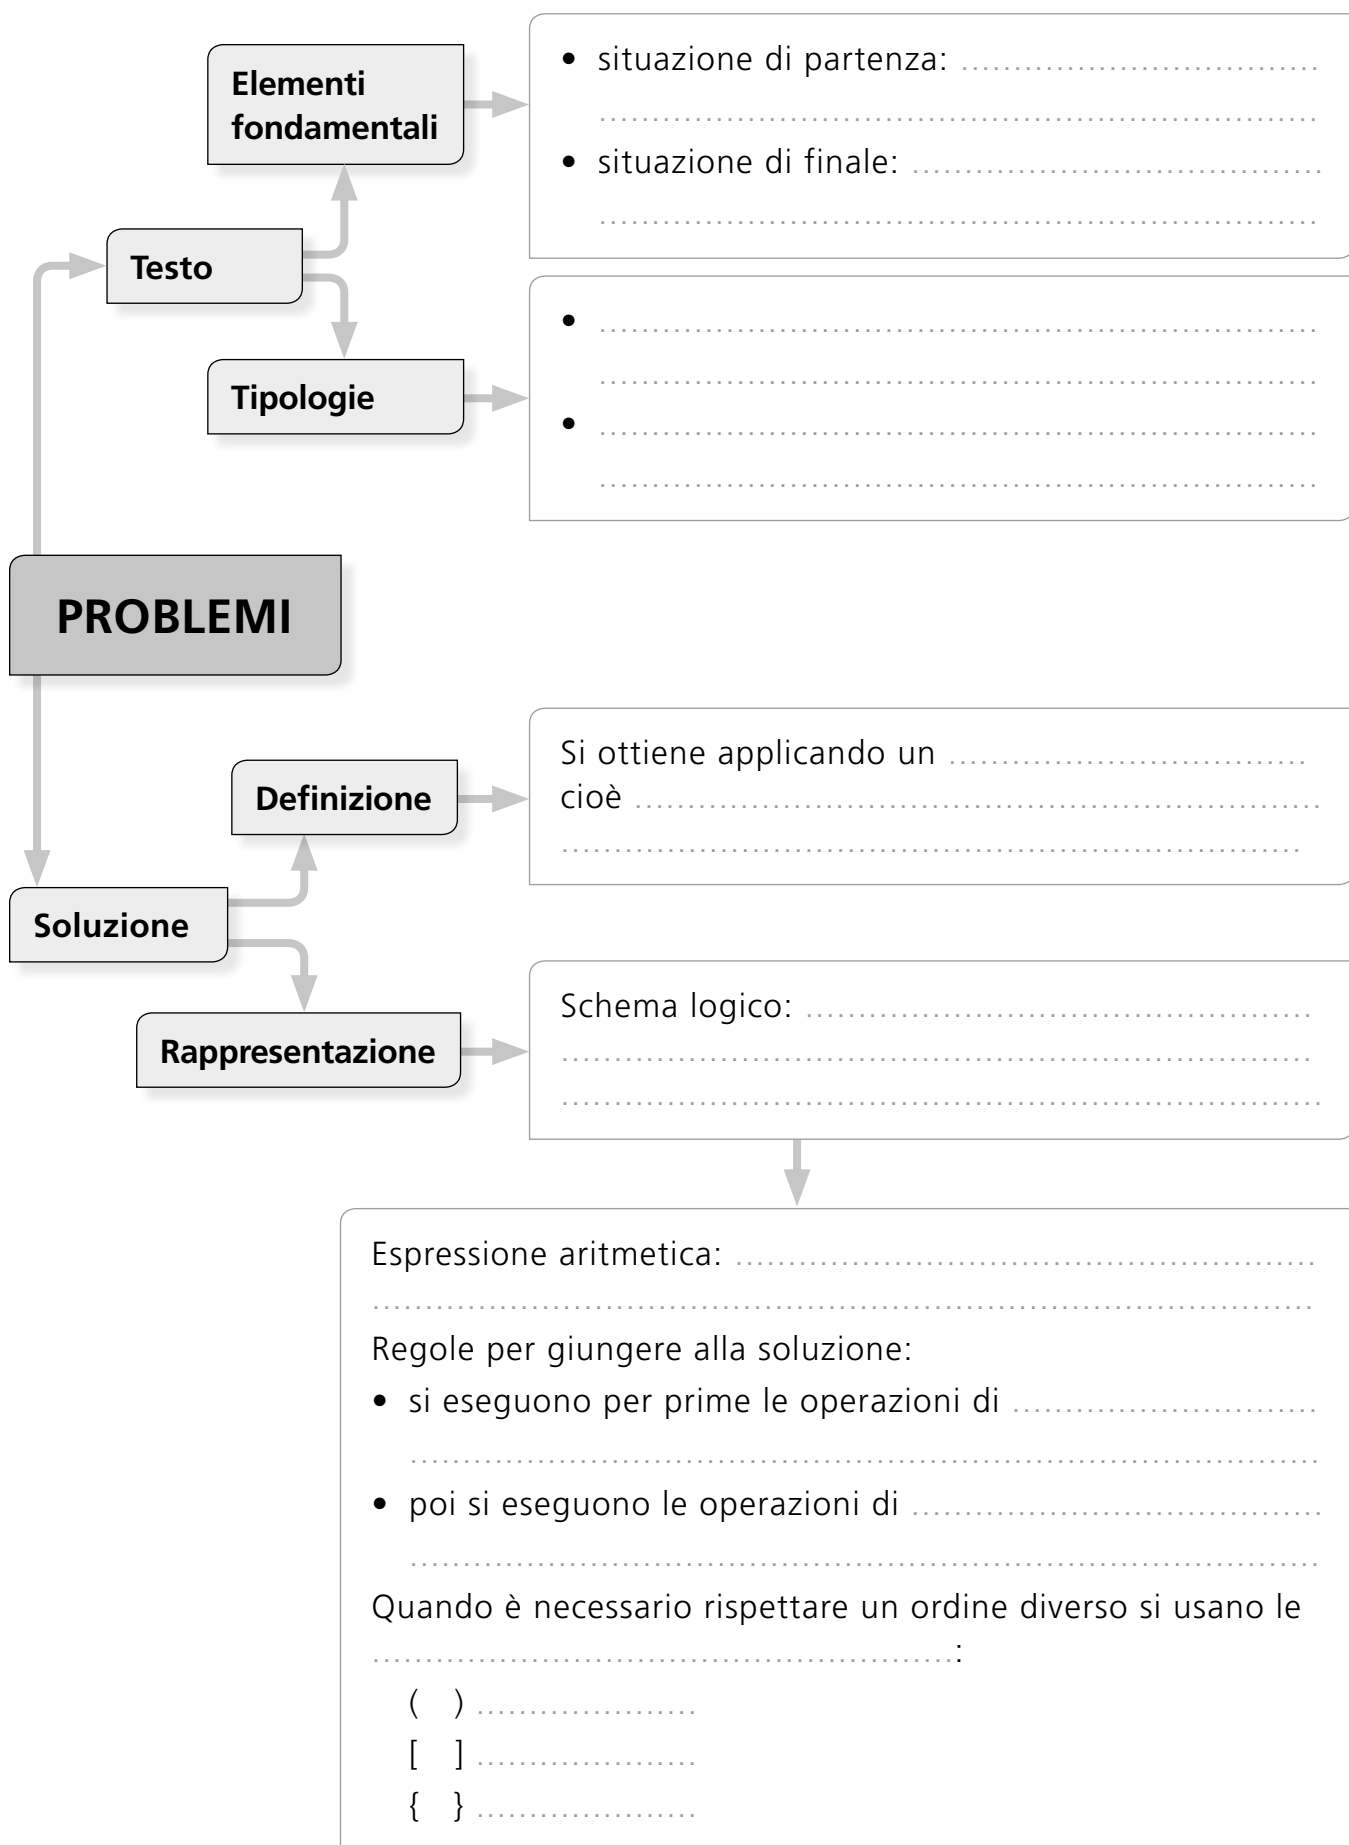 Elementi
fondamentali
• situazione di partenza: ..................................
....................................................................
• situazione di finale: .......................................
....................................................................
Testo
Tipologie
• ....................................................................
....................................................................
• ....................................................................
....................................................................
PROBLEMI
Definizione
Si ottiene applicando un ..................................
cioè .................................................................
......................................................................
Soluzione
Rappresentazione
Schema logico: ................................................
.......................................................................
........................................................................
Espressione aritmetica: .......................................................
.........................................................................................
Regole per giungere alla soluzione:
• si eseguono per prime le operazioni di .............................
......................................................................................
• poi si eseguono le operazioni di .......................................
......................................................................................
Quando è necessario rispettare un ordine diverso si usano le
.......................................................:
( ) .....................
[ ] .....................
{ } .....................